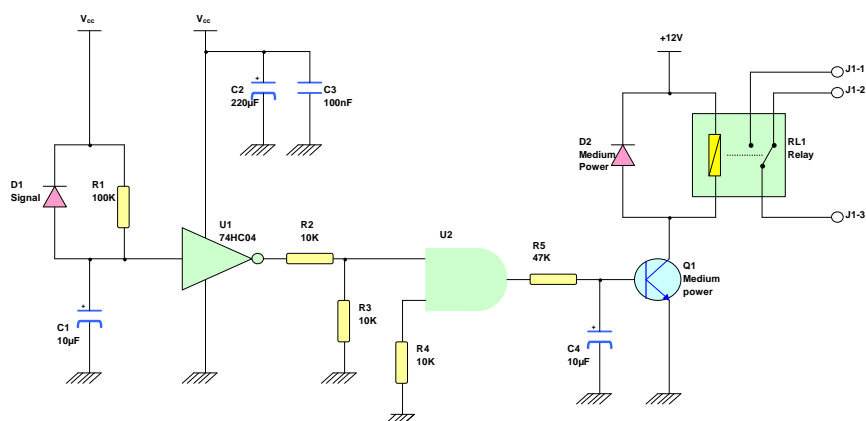 Vcc
Vcc
+12V
J1-1
J1-2
C2
220µF
C3
100nF
D2
Medium
Power
RL1
Relay
D1
Signal
R1
100K
J1-3
U1
74HC04
R2
10K
U2
R5
47K
Q1
Medium
power
R3
10K
C1
10µF
R4
10K
C4
10µF